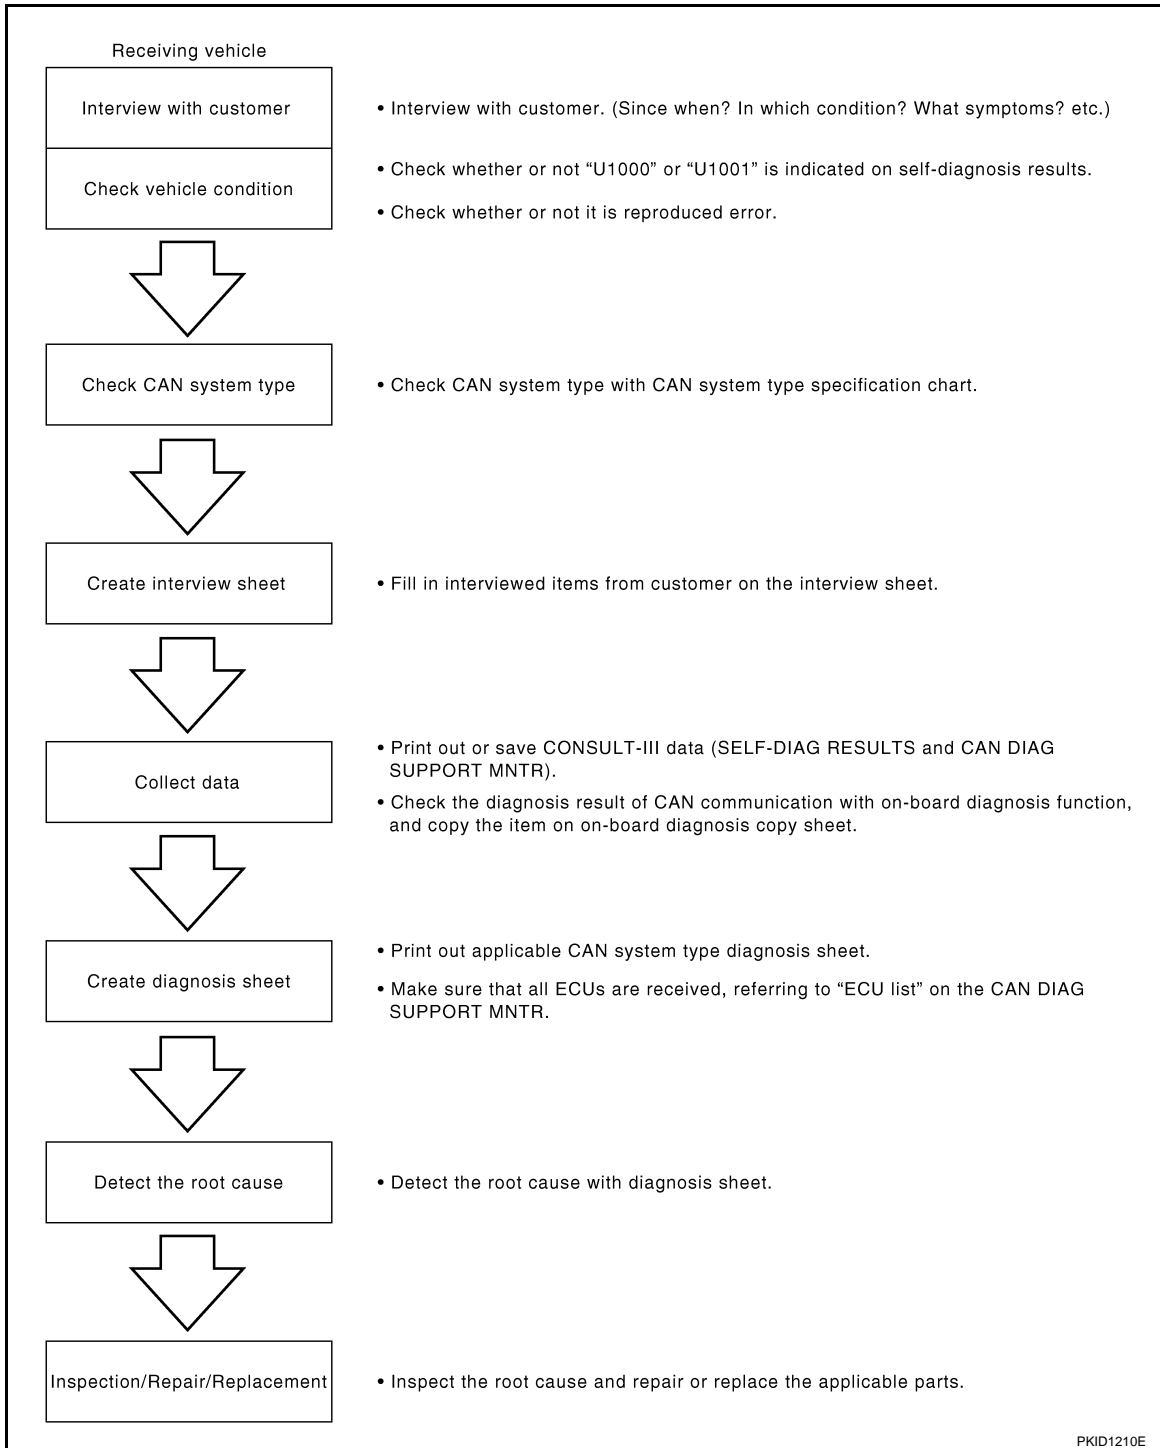 Receiving vehicle
Interview with customer
• Interview with customer. (Since when? In which condition? What symptoms? etc.)
Check vehicle condition
• Check whether or not “U1000” or “U1001” is indicated on self-diagnosis results.
• Check whether or not it is reproduced error.
Check CAN system type
• Check CAN system type with CAN system type specification chart.
Create interview sheet
• Fill in interviewed items from customer on the interview sheet.
Collect data
• Print out or save CONSULT-III data (SELF-DIAG RESULTS and CAN DIAG
SUPPORT MNTR).
• Check the diagnosis result of CAN communication with on-board diagnosis function,
and copy the item on on-board diagnosis copy sheet.
Create diagnosis sheet
• Print out applicable CAN system type diagnosis sheet.
• Make sure that all ECUs are received, referring to “ECU list” on the CAN DIAG
SUPPORT MNTR.
Detect the root cause
• Detect the root cause with diagnosis sheet.
Inspection/Repair/Replacement
• Inspect the root cause and repair or replace the applicable parts.
PKID1210E